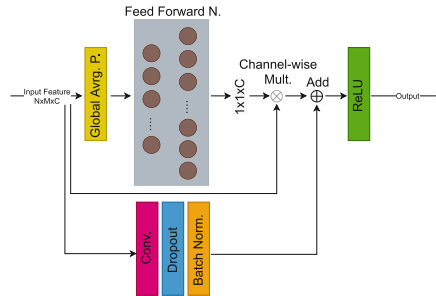 Feed Forward N.
Input Feature
NxMxC
Global Avrg. P.
1x1xC
Channel-wise
Mult.
Add
ReLU
Output
Conv.
Dropout
Batch Norm.